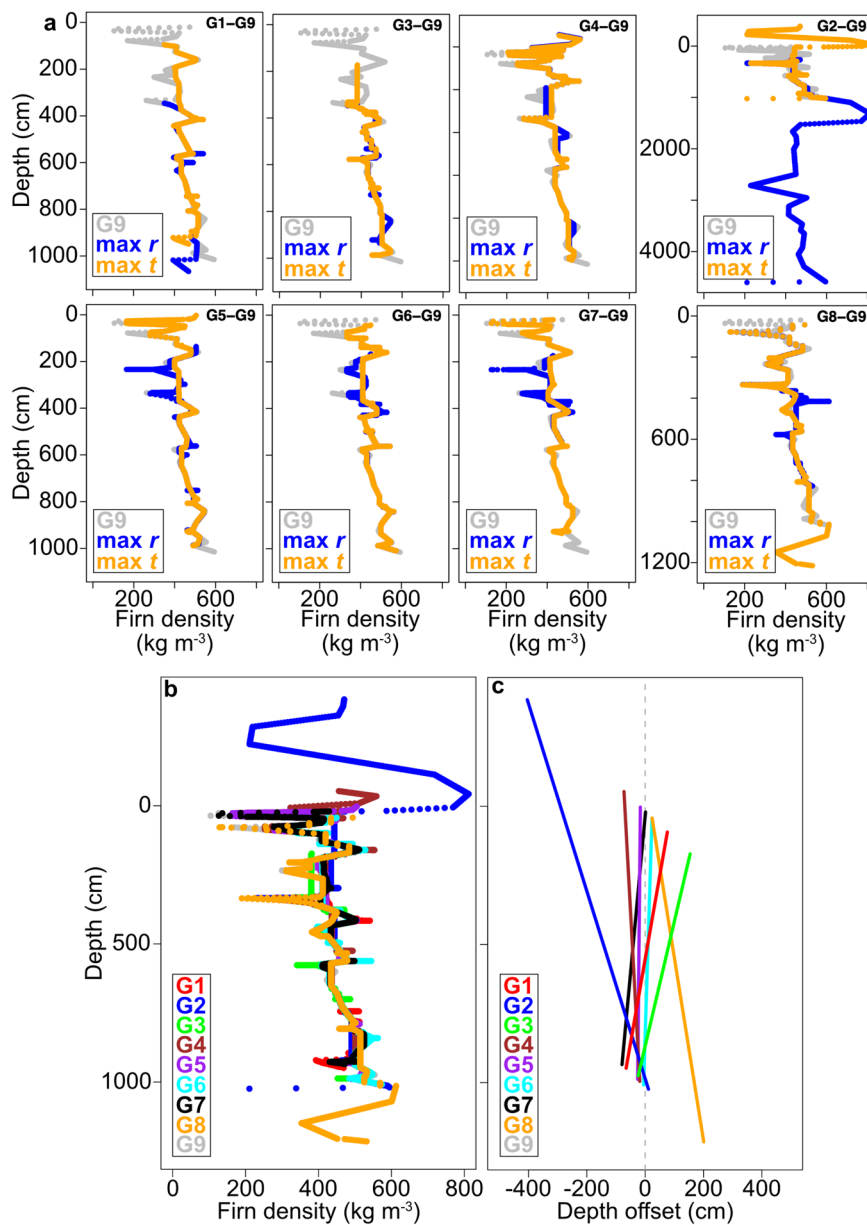 a
G1–G9
G3–G9
G4–G9
G2–G9
0
200
400
600
800
1000
Depth (cm)
0
2000
4000
G9
max r
max t
G9
max r
max t
G9
max r
max t
G9
max r
max t
G5–G9
G6–G9
G7–G9
G8–G9
0
200
400
600
800
1000
Depth (cm)
0
600
1200
G9
max r
max t
G9
max r
max t
G9
max r
max t
G9
max r
max t
200 600
200 600
200 600
200 600
Firn density
(kg m⁻³)
Firn density
(kg m⁻³)
Firn density
(kg m⁻³)
Firn density
(kg m⁻³)
b
Depth (cm)
0
500
1000
G1
G2
G3
G4
G5
G6
G7
G8
G9
0 200 400 600 800
Firn density (kg m⁻³)
c
G1
G2
G3
G4
G5
G6
G7
G8
G9
-400 -200 0 200 400
Depth offset (cm)